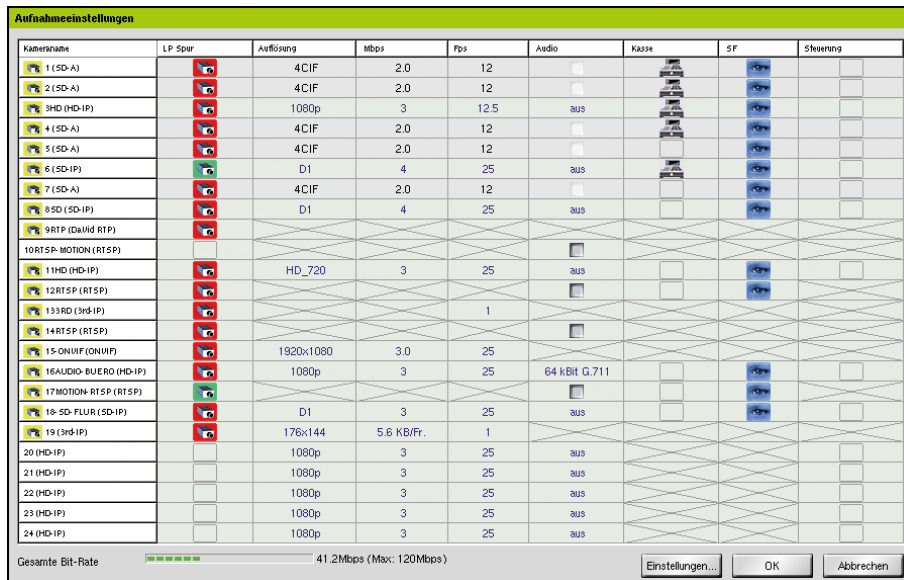 Aufnahmeeinstellungen
Kameraname LP Spur Auflösung Mbps Fps Audio Kasse SF Steuerung
1 (SD-A) 4CIF 2.0 12
2 (SD-A) 4CIF 2.0 12
3HD (HD-IP) 1080p 3 12.5 aus
4 (SD-A) 4CIF 2.0 12
5 (SD-A) 4CIF 2.0 12
6 (SD-IP) D1 4 25 aus
7 (SD-A) 4CIF 2.0 12
8SD (SD-IP) D1 4 25 aus
9RTP (DaVid RTP)
10RTSP-MOTION (RTSP)
11HD (HD-IP) HD_720 3 25 aus
12RTSP (RTSP)
133RD (3rd-IP) 1
14RTSP (RTSP)
15-ONVIF (ONVIF) 1920x1080 3.0 25
16AUDIO-BUERO (HD-IP) 1080p 3 25 64 kBit G.711
17MOTION-RTSP (RTSP)
18-SD-FLUR (SD-IP) D1 3 25 aus
19 (3rd-IP) 176x144 5.6 KB/Fr. 1
20 (HD-IP) 1080p 3 25 aus
21 (HD-IP) 1080p 3 25 aus
22 (HD-IP) 1080p 3 25 aus
23 (HD-IP) 1080p 3 25 aus
24 (HD-IP) 1080p 3 25 aus
Gesamte Bit-Rate 41.2Mbps (Max: 120Mbps) Einstellungen... OK Abbrechen